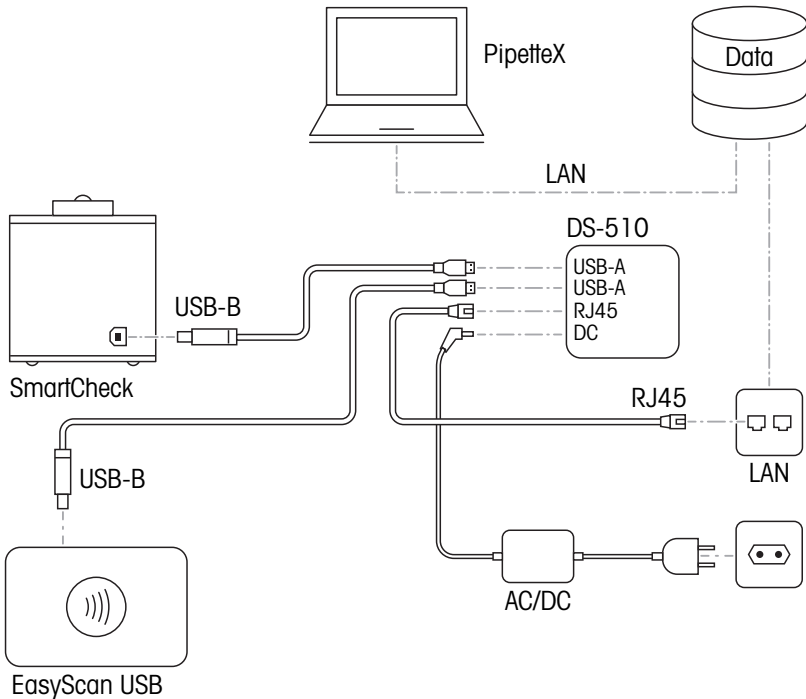 PipetteX
Data
LAN
DS-510
USB-A
USB-A
RJ45
DC
USB-B
SmartCheck
RJ45
LAN
USB-B
AC/DC
EasyScan USB